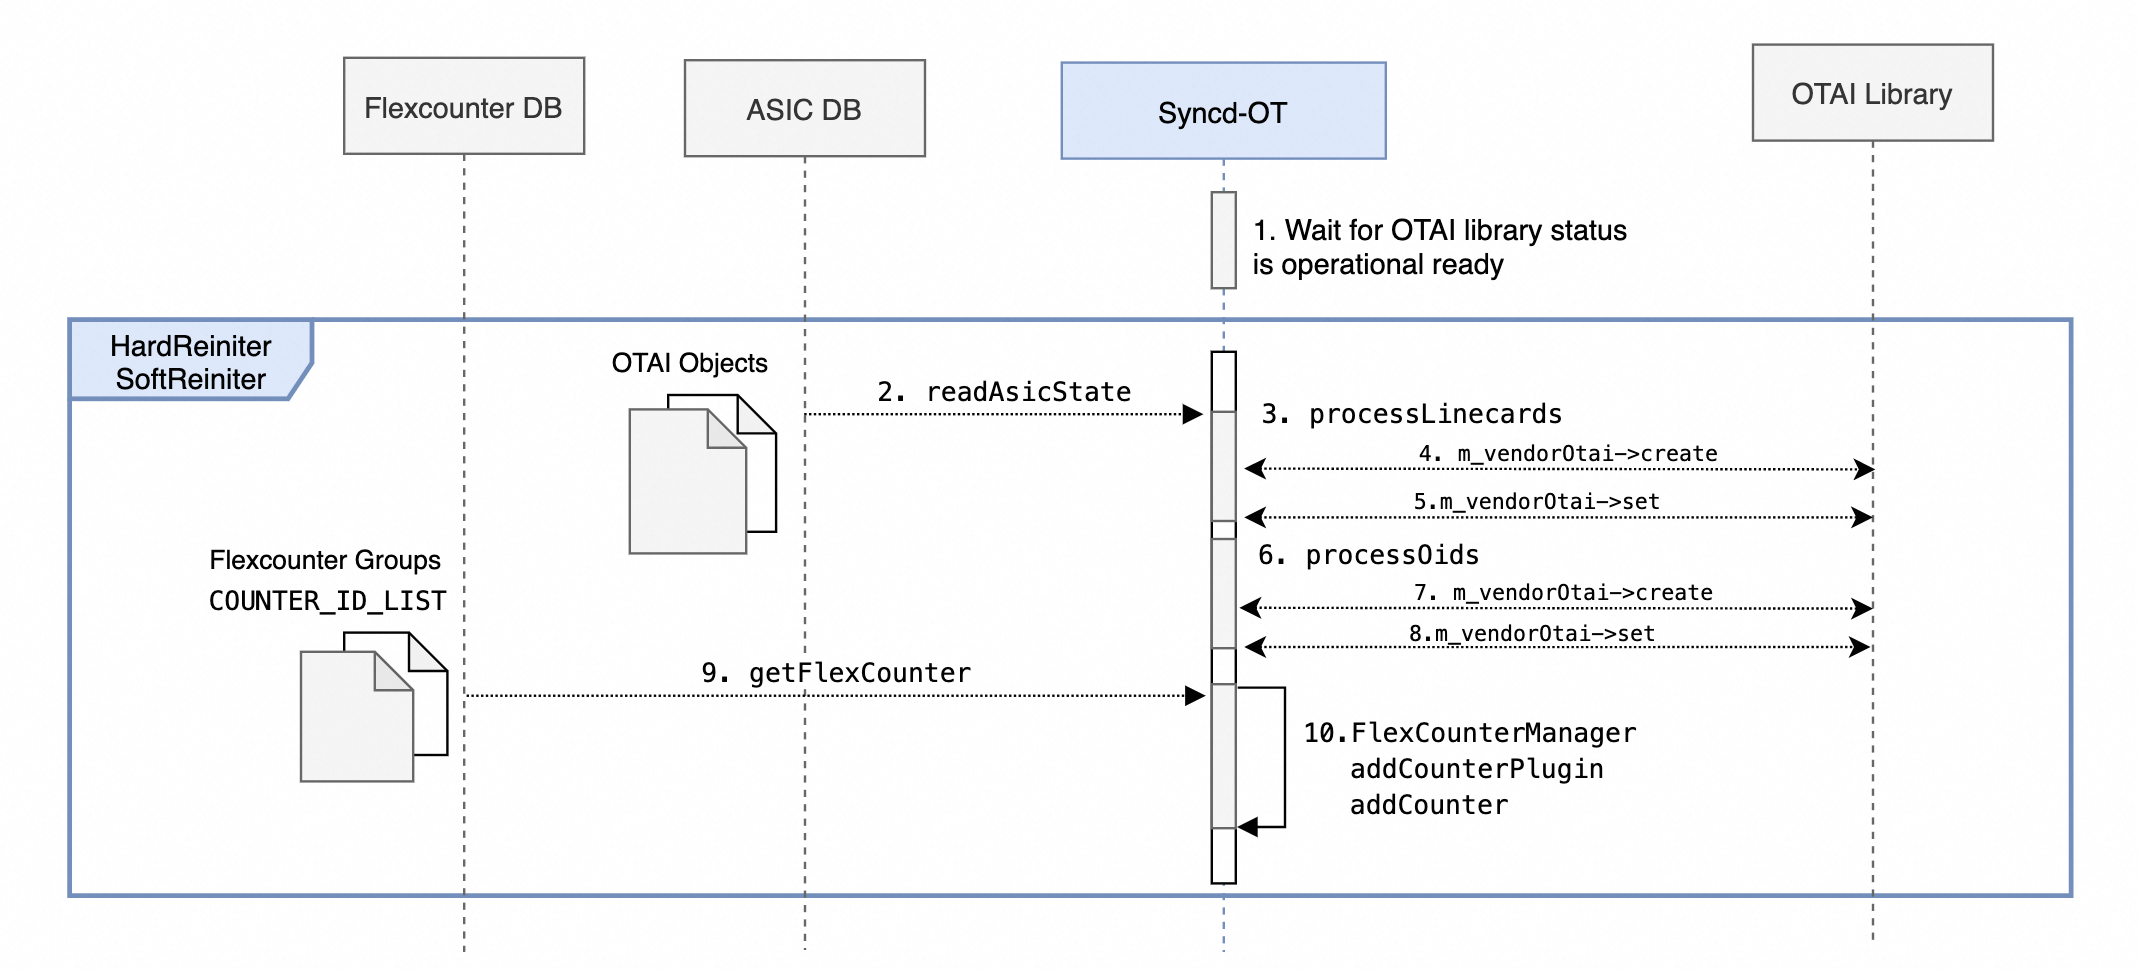 Flexcounter DB
ASIC DB
Syncd-OT
OTAI Library
1. Wait for OTAI library status
is operational ready
HardReiniter
SoftReiniter
OTAI Objects
2. readAsicState
3. processLinecards
4. m_vendorOtai->create
5.m_vendorOtai->set
Flexcounter Groups
COUNTER_ID_LIST
6. processOids
7. m_vendorOtai->create
8.m_vendorOtai->set
9. getFlexCounter
10.FlexCounterManager
addCounterPlugin
addCounter